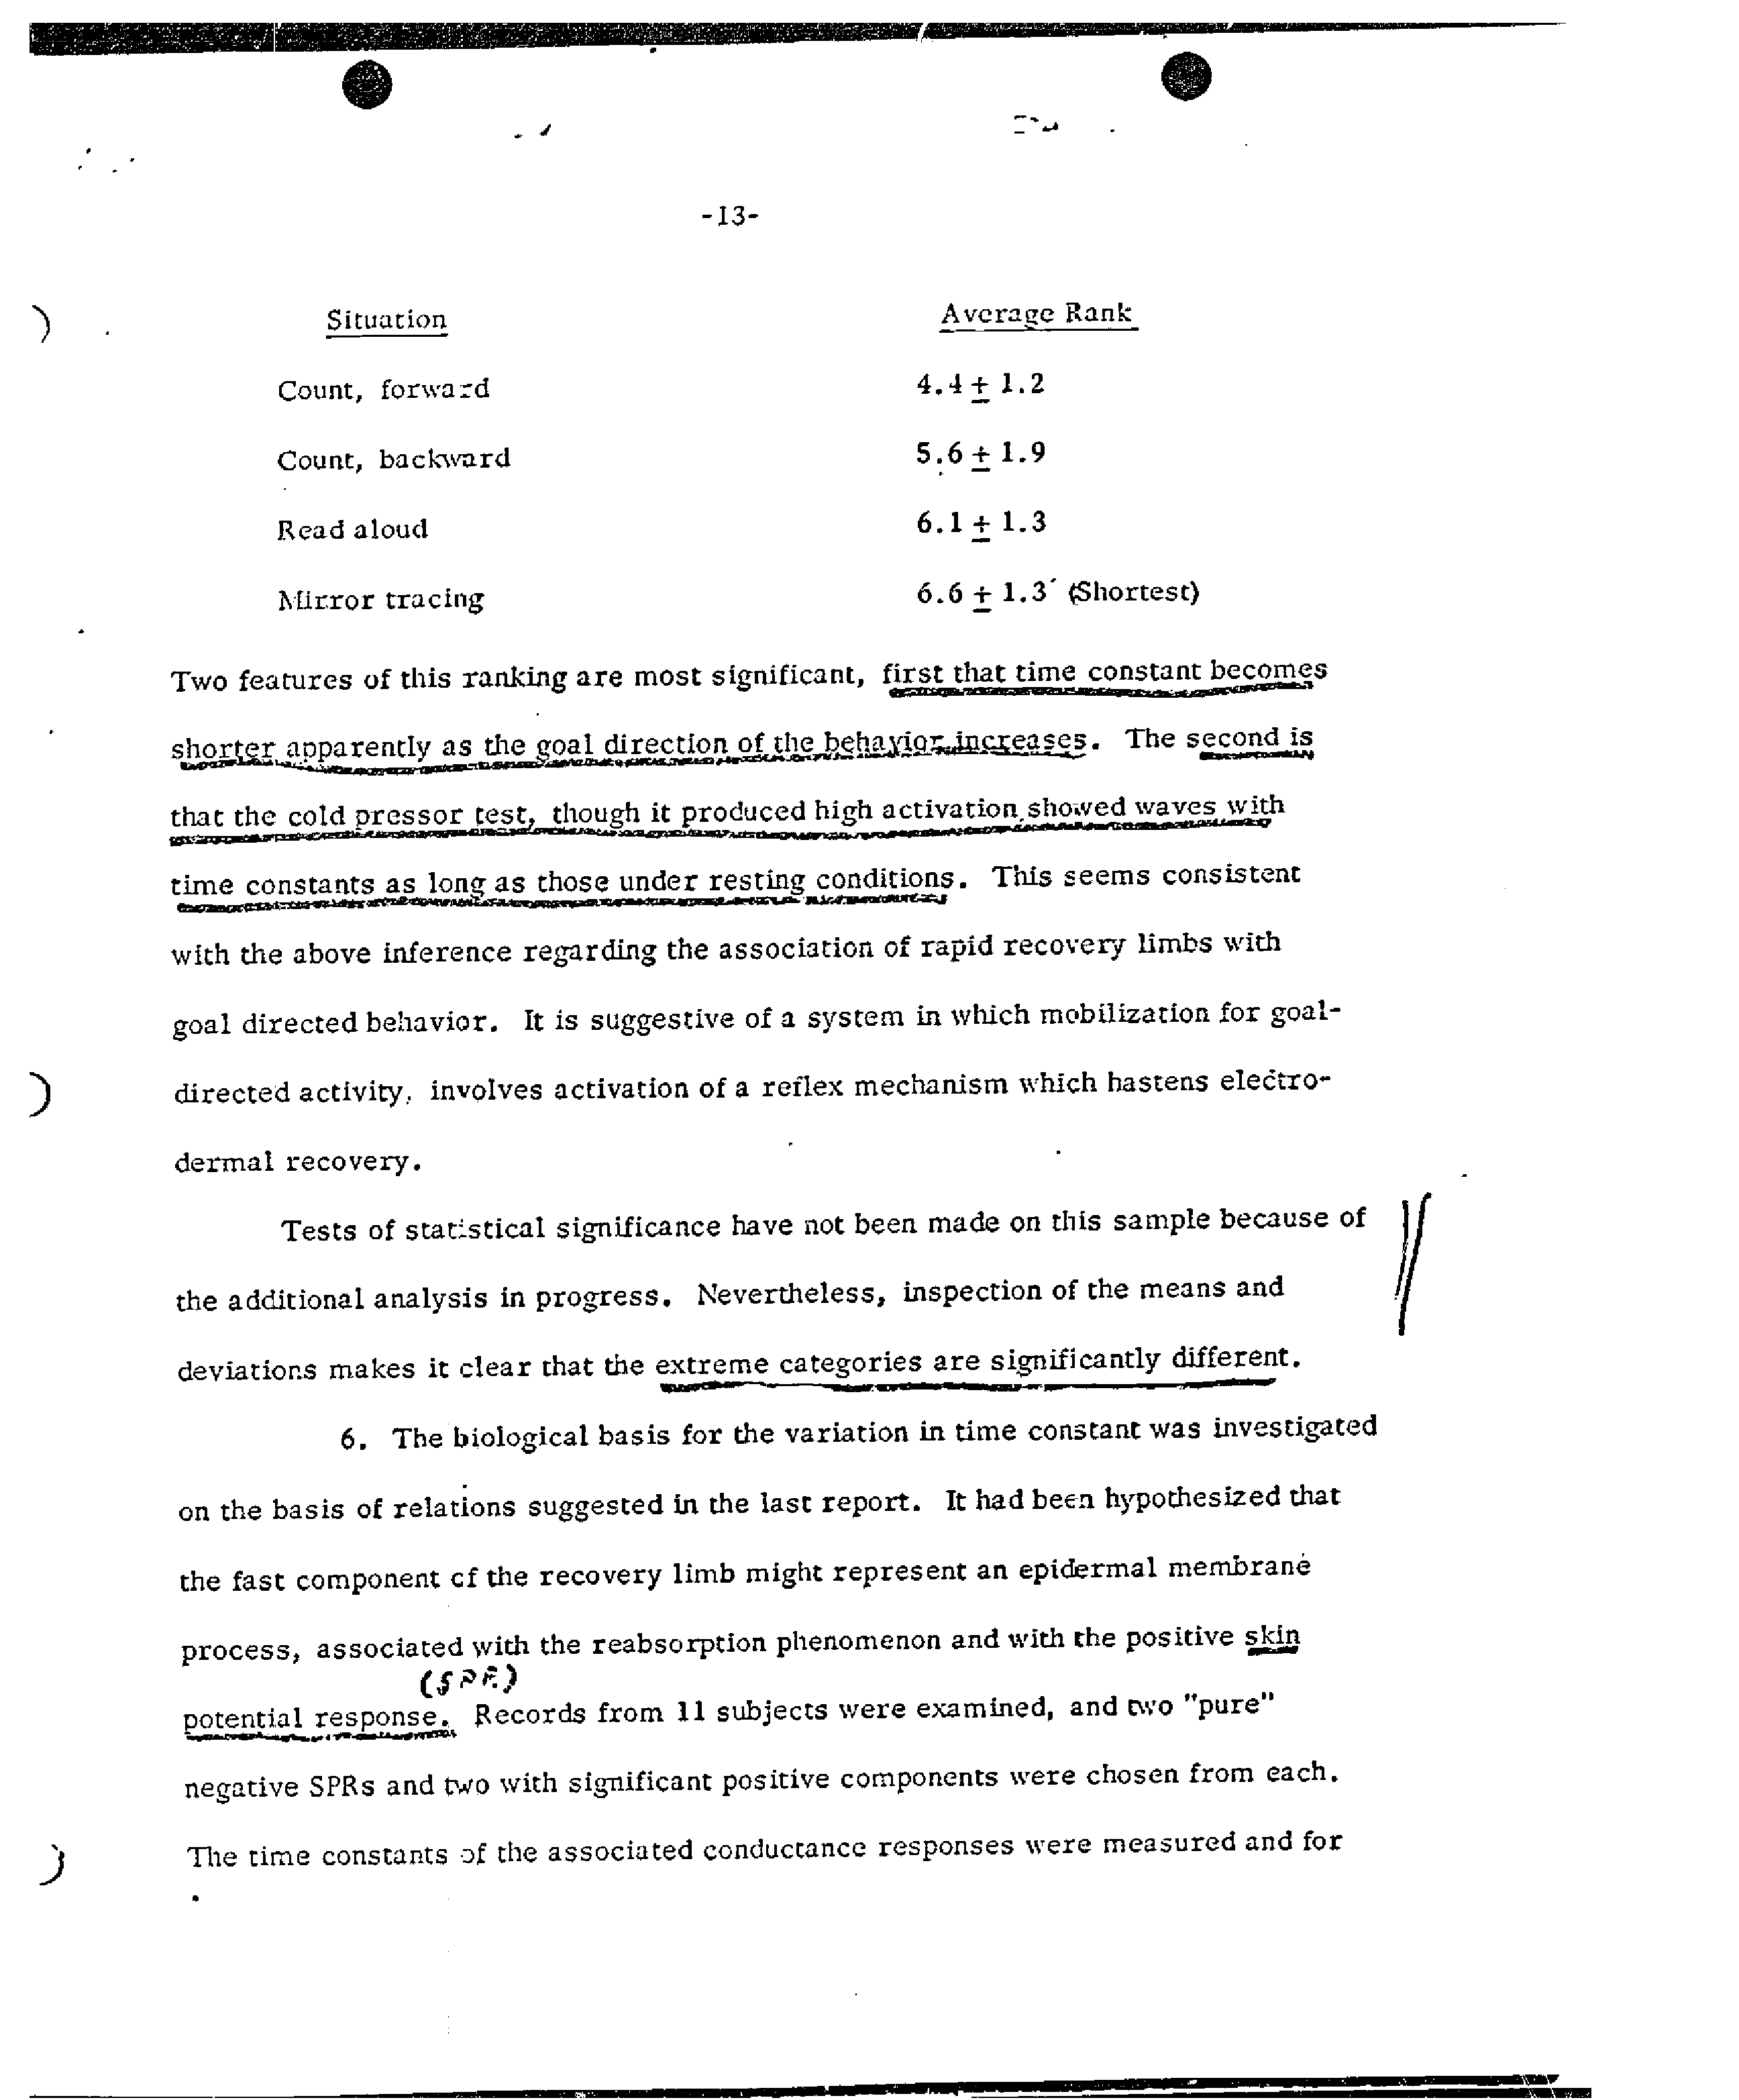 -13-
Situation Average Rank
Count, forward 4.4 ± 1.2
Count, backward 5.6 ± 1.9
Read aloud 6.1 ± 1.3
Mirror tracing 6.6 ± 1.3 (Shortest)
Two features of this ranking are most significant, first that time constant becomes
shorter apparently as the goal direction of the behavior increases. The second is
that the cold pressor test, though it produced high activation showed waves with
time constants as long as those under resting conditions. This seems consistent
with the above inference regarding the association of rapid recovery limbs with
goal directed behavior. It is suggestive of a system in which mobilization for goal-
directed activity, involves activation of a reflex mechanism which hastens electro-
dermal recovery.
Tests of statistical significance have not been made on this sample because of
the additional analysis in progress. Nevertheless, inspection of the means and
deviations makes it clear that the extreme categories are significantly different.
6. The biological basis for the variation in time constant was investigated
on the basis of relations suggested in the last report. It had been hypothesized that
the fast component of the recovery limb might represent an epidermal membrane
process, associated with the reabsorption phenomenon and with the positive skin
(SPR)
potential response. Records from 11 subjects were examined, and two "pure"
negative SPRs and two with significant positive components were chosen from each.
The time constants of the associated conductance responses were measured and for